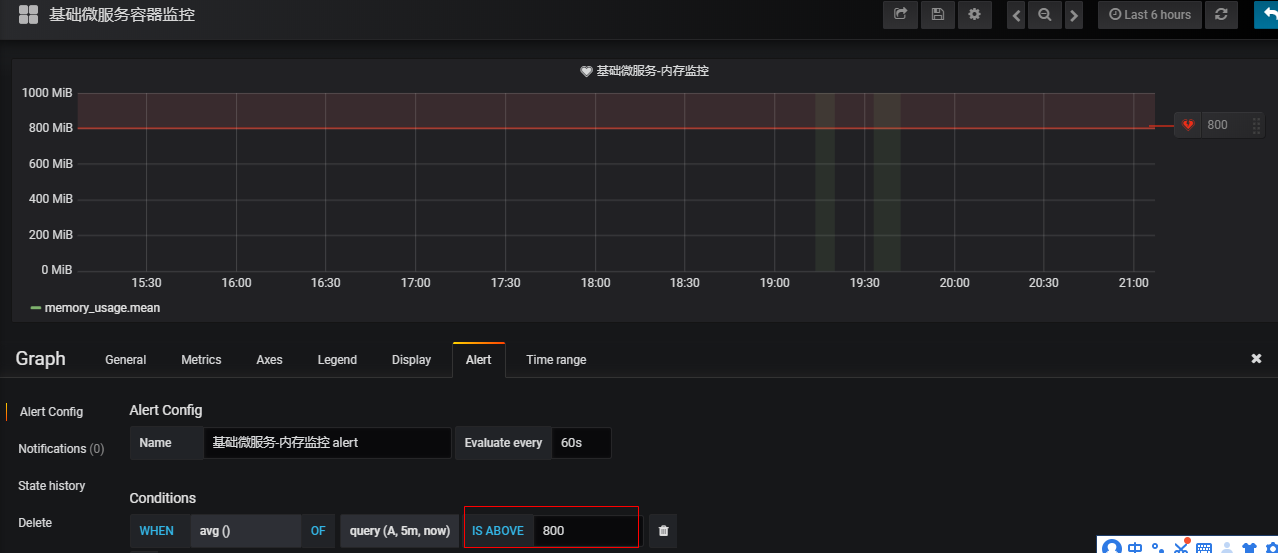 基础微服务容器监控
Last 6 hours
基础微服务-内存监控
1000 MiB
800 MiB
600 MiB
400 MiB
200 MiB
0 MiB
800
15:30 16:00 16:30 17:00 17:30 18:00 18:30 19:00 19:30 20:00 20:30 21:00
memory_usage.mean
Graph General Metrics Axes Legend Display Alert Time range
Alert Config
Notifications (0)
State history
Delete
Alert Config
Name 基础微服务-内存监控 alert Evaluate every 60s
Conditions
WHEN avg () OF query (A, 5m, now) IS ABOVE 800
中